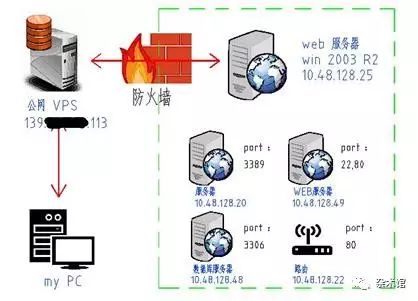 web 服务器
win 2003 R2
10.48.128.25
公网 VPS
139 113
防火墙
port :
3389
服务器
10.48.128.20
port :
22,80
WEB服务器
10.48.128.49
port :
3306
数据库服务器
10.48.128.48
port :
80
路由
10.48.128.22
my PC
杂术馆